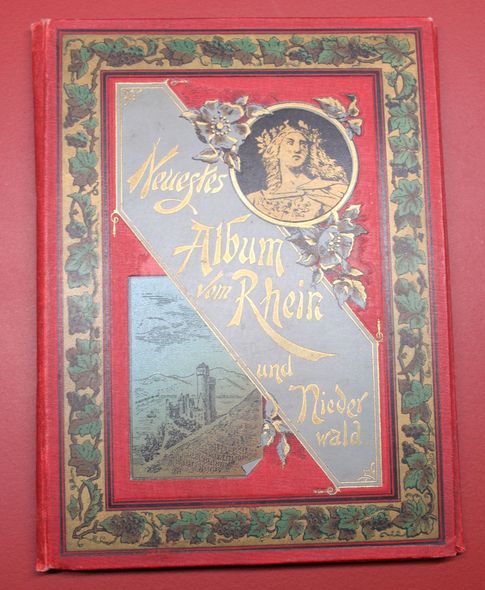 Neuestes
Album
vom Rhein
und
Nieder
wald.